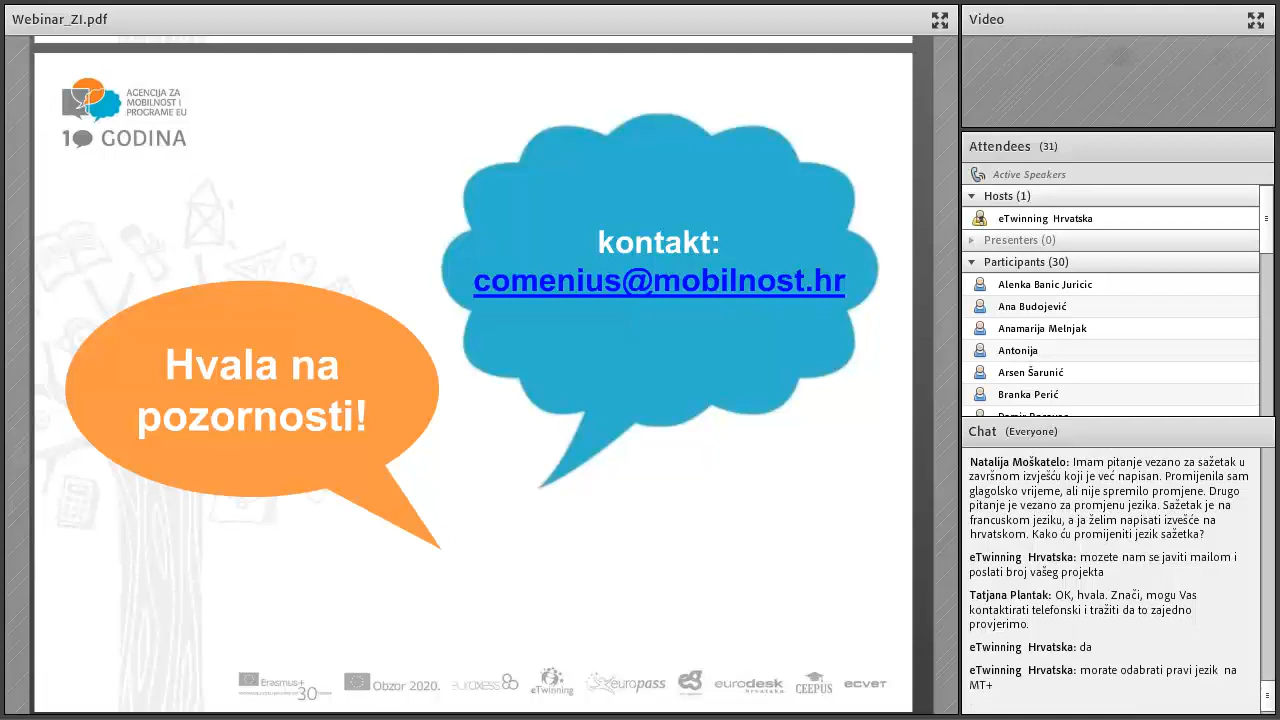 Webinar_ZI.pdf
AGENCIJA ZA
MOBILNOST I
PROGRAME EU
10 GODINA
kontakt:
comenius@mobilnost.hr
Hvala na
pozornosti!
Erasmus+
30
Obzor 2020.
euraxess
eTwinning
europass
eurodesk
hrvatska
CEEPUS
ECVET
Video
Attendees (31)
Active Speakers
Hosts (1)
eTwinning Hrvatska
Presenters (0)
Participants (30)
Alenka Banic Juricic
Ana Budojević
Anamarija Melnjak
Antonija
Arsen Šarunić
Branka Perić
Chat (Everyone)
Natalija Moškatelo: Imam pitanje vezano za sažetak u
završnom izvješću koji je već napisan. Promijenila sam
glagolsko vrijeme, ali nije spremilo promjene. Drugo
pitanje je vezano za promjenu jezika. Sažetak je na
francuskom jeziku, a ja želim napisati izvešće na
hrvatskom. Kako ću promijeniti jezik sažetka?
eTwinning Hrvatska: mozete nam se javiti mailom i
poslati broj vašeg projekta
Tatjana Plantak: OK, hvala. Znači, mogu Vas
kontaktirati telefonski i tražiti da to zajedno
provjerimo.
eTwinning Hrvatska: da
eTwinning Hrvatska: morate odabrati pravi jezik na
MT+